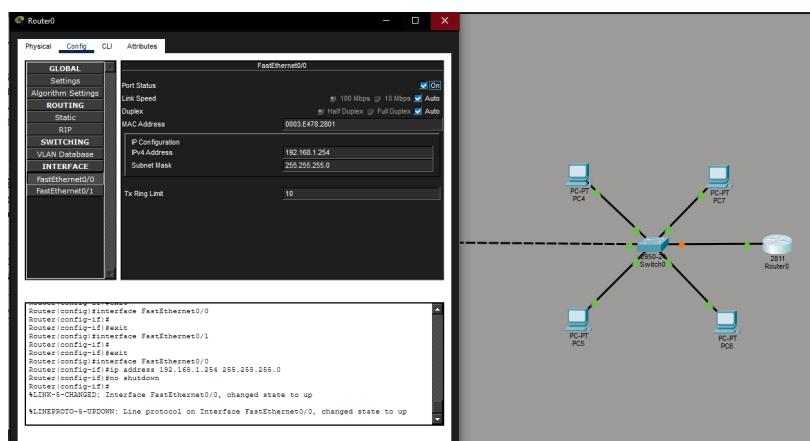 Router0
Physical Config CLI Attributes
GLOBAL
Settings
Algorithm Settings
ROUTING
Static
RIP
SWITCHING
VLAN Database
INTERFACE
FastEthernet0/0
FastEthernet0/1
FastEthernet0/0
Port Status On
Link Speed 100 Mbps 10 Mbps Auto
Duplex Half Duplex Full Duplex Auto
MAC Address 0003.E478.2801
IP Configuration
IPv4 Address 192.168.1.254
Subnet Mask 255.255.255.0
Tx Ring Limit 10
Router(config)#interface FastEthernet0/0
Router(config-if)#
Router(config-if)#exit
Router(config)#interface FastEthernet0/1
Router(config-if)#
Router(config-if)#exit
Router(config)#interface FastEthernet0/0
Router(config-if)#ip address 192.168.1.254 255.255.255.0
Router(config-if)#no shutdown
Router(config-if)#
%LINK-5-CHANGED: Interface FastEthernet0/0, changed state to up
%LINEPROTO-5-UPDOWN: Line protocol on Interface FastEthernet0/0, changed state to up
PC-PT
PC4
PC-PT
PC7
2950-24
Switch0
2811
Router0
PC-PT
PC5
PC-PT
PC6